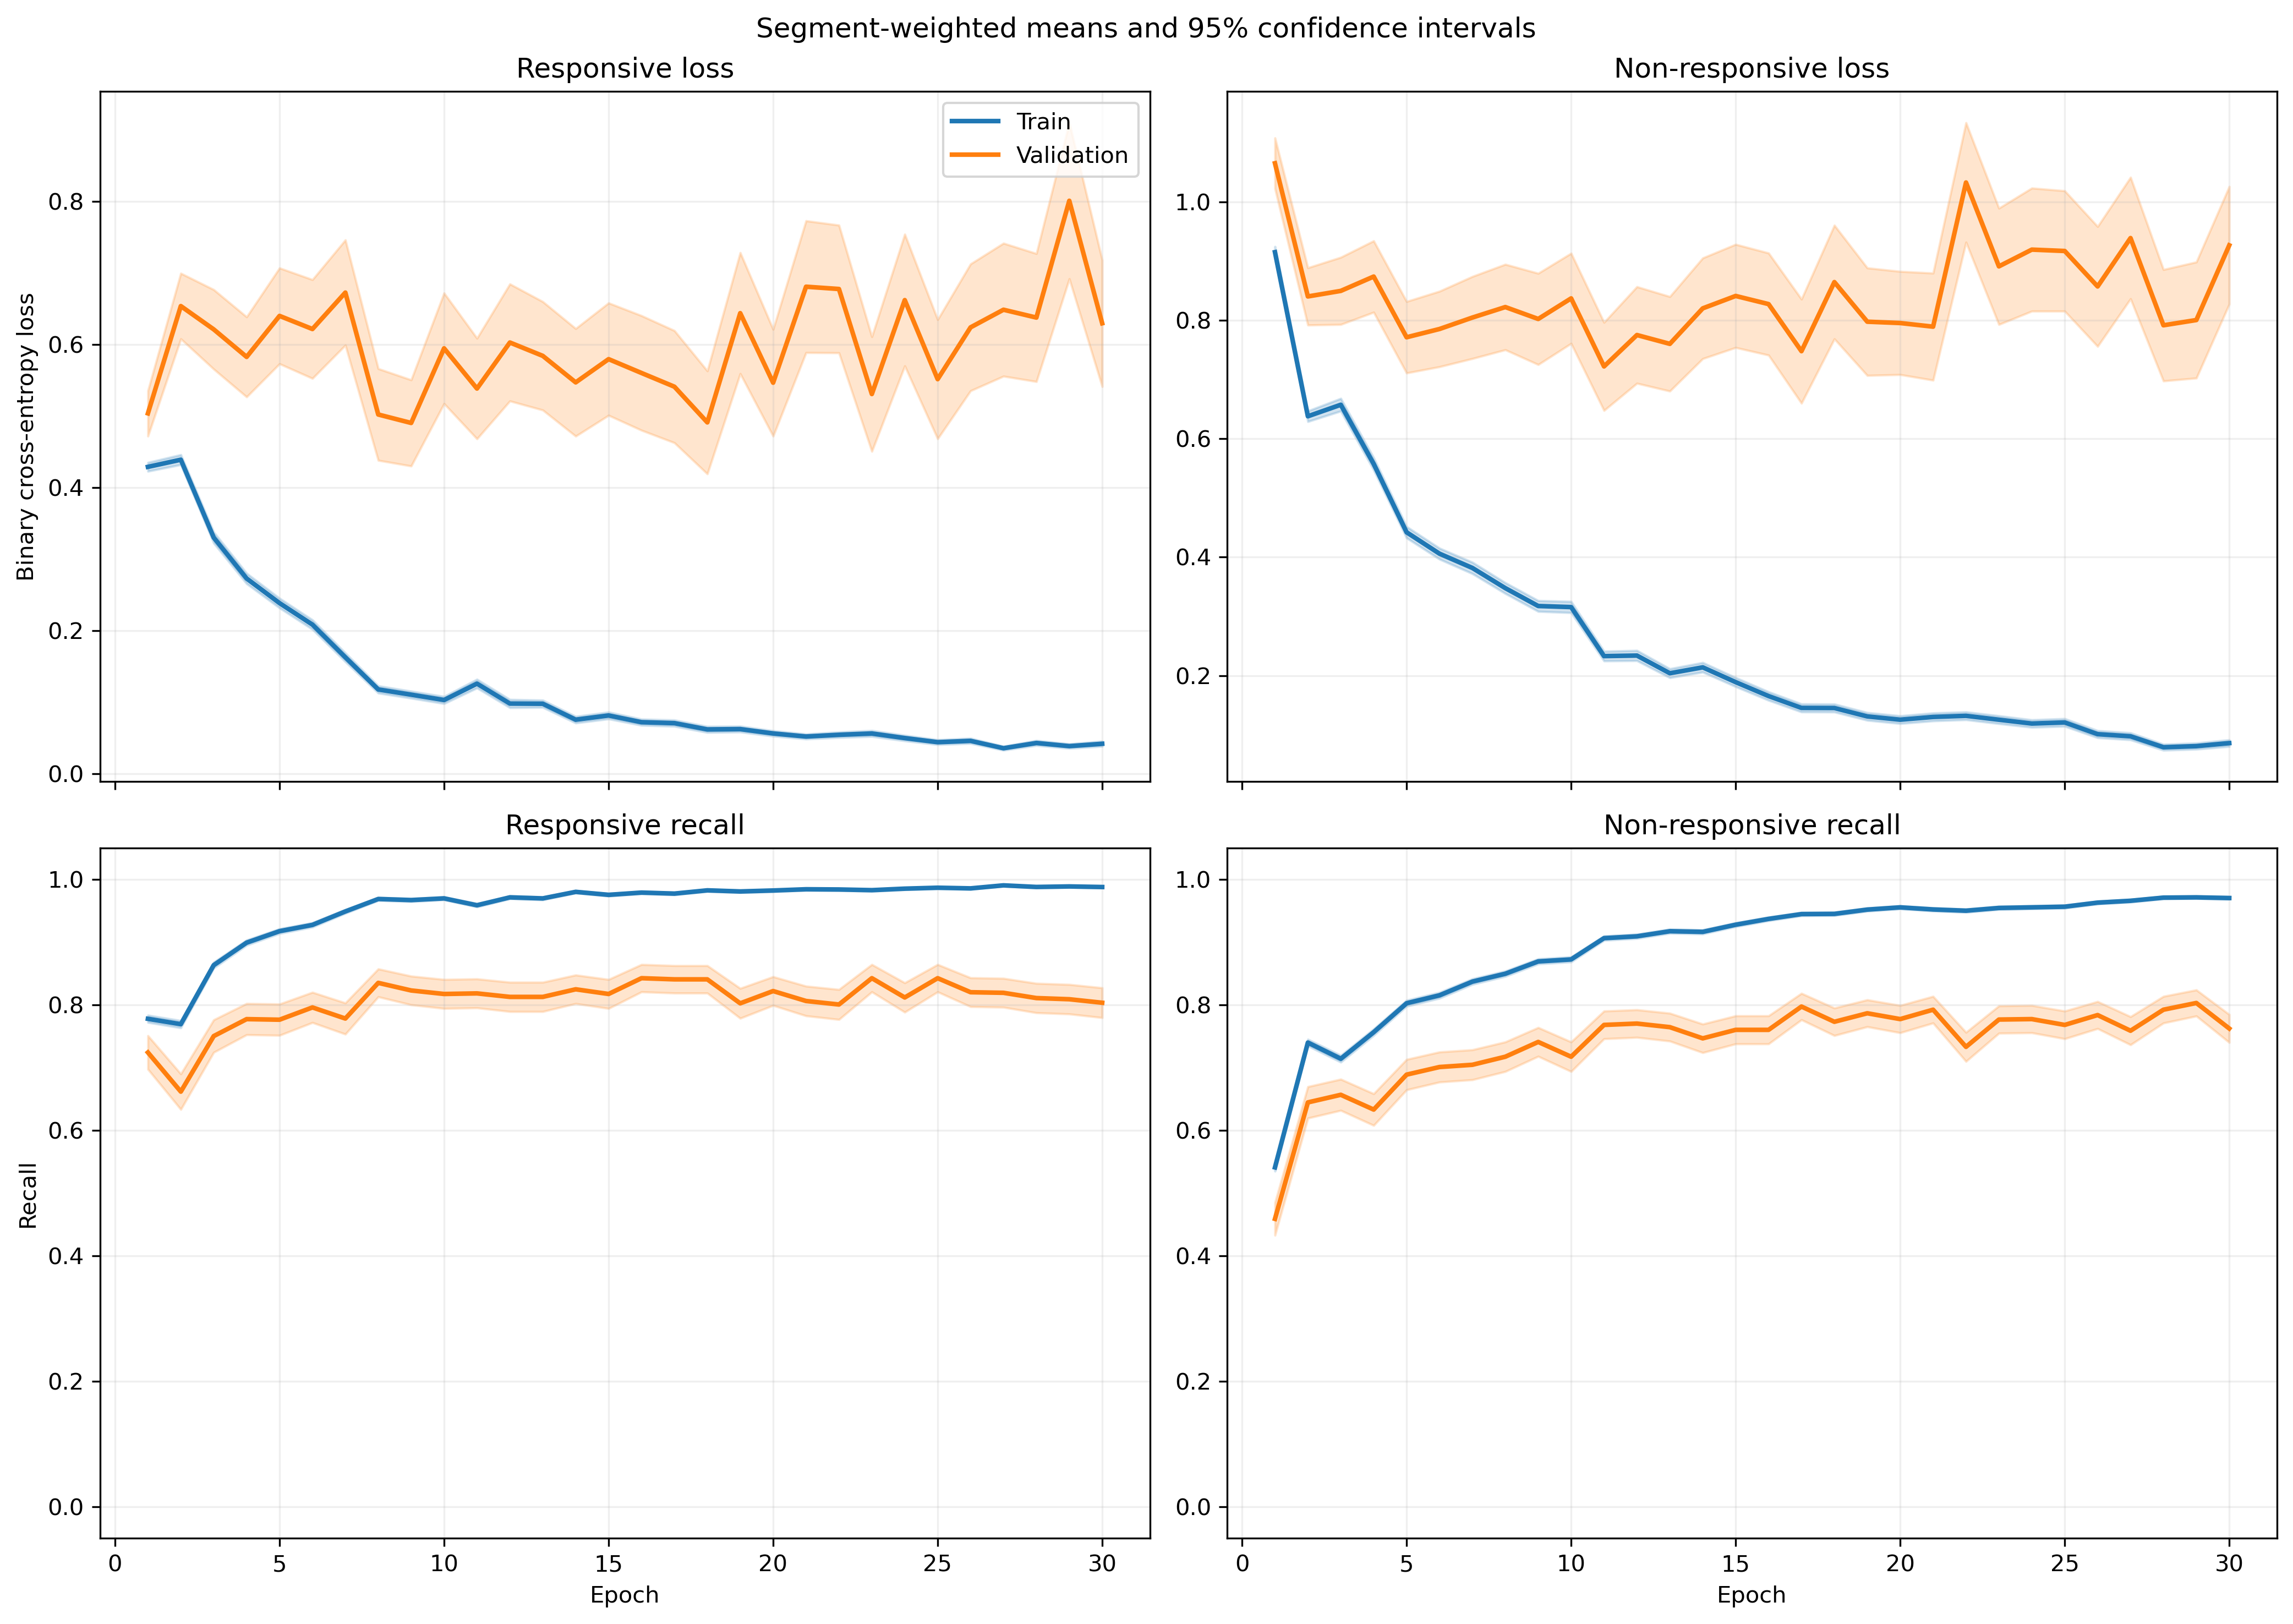 Segment-weighted means and 95% confidence intervals
Responsive loss
Non-responsive loss
Train
Validation
Binary cross-entropy loss
0.8
0.6
0.4
0.2
0.0
1.0
0.8
0.6
0.4
0.2
Responsive recall
Non-responsive recall
Recall
1.0
0.8
0.6
0.4
0.2
0.0
0 5 10 15 20 25 30
Epoch
1.0
0.8
0.6
0.4
0.2
0.0
0 5 10 15 20 25 30
Epoch